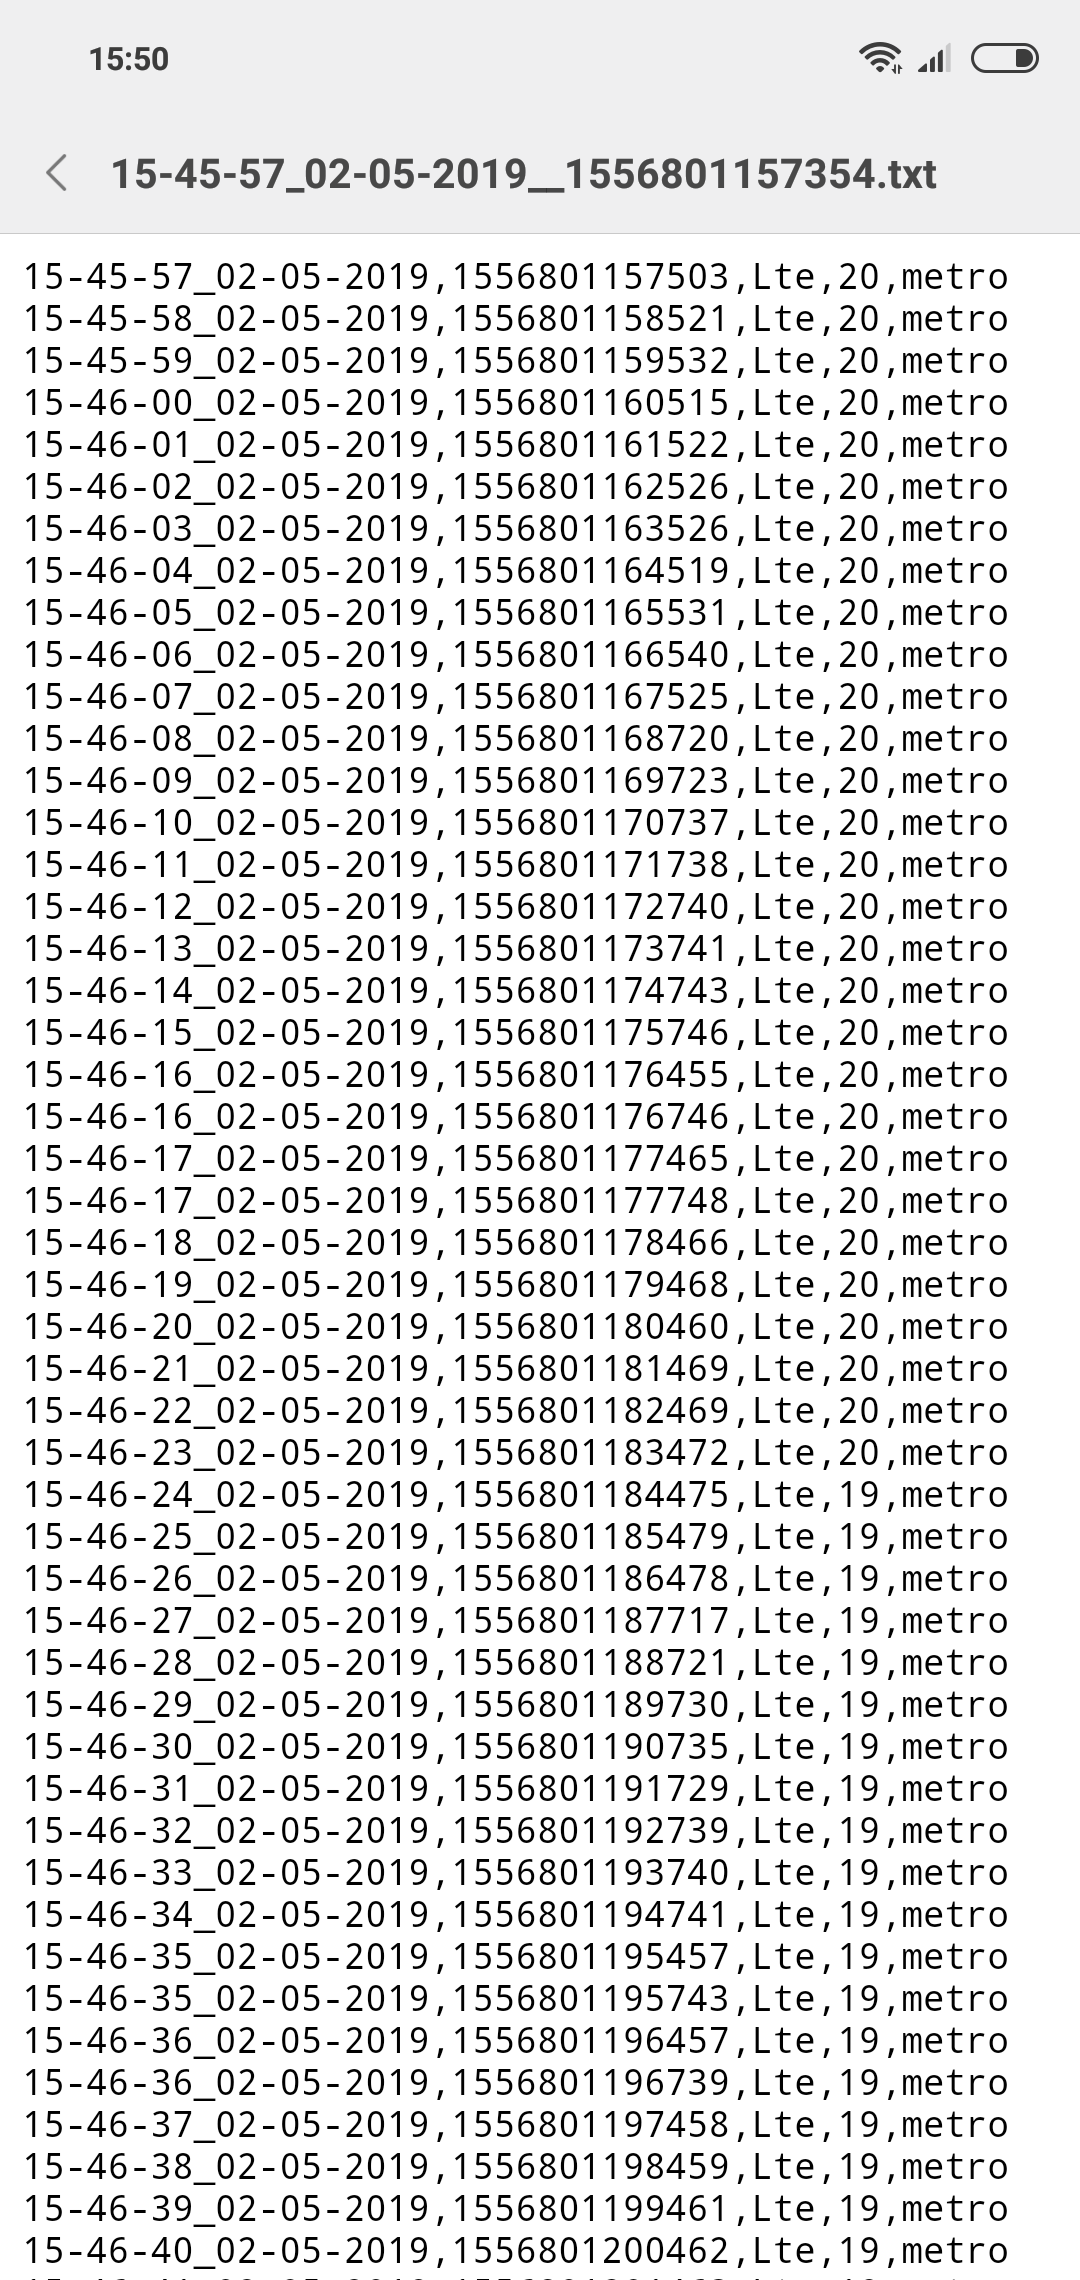 15:50
15-45-57_02-05-2019__1556801157354.txt
15-45-57_02-05-2019,1556801157503,Lte,20,metro
15-45-58_02-05-2019,1556801158521,Lte,20,metro
15-45-59_02-05-2019,1556801159532,Lte,20,metro
15-46-00_02-05-2019,1556801160515,Lte,20,metro
15-46-01_02-05-2019,1556801161522,Lte,20,metro
15-46-02_02-05-2019,1556801162526,Lte,20,metro
15-46-03_02-05-2019,1556801163526,Lte,20,metro
15-46-04_02-05-2019,1556801164519,Lte,20,metro
15-46-05_02-05-2019,1556801165531,Lte,20,metro
15-46-06_02-05-2019,1556801166540,Lte,20,metro
15-46-07_02-05-2019,1556801167525,Lte,20,metro
15-46-08_02-05-2019,1556801168720,Lte,20,metro
15-46-09_02-05-2019,1556801169723,Lte,20,metro
15-46-10_02-05-2019,1556801170737,Lte,20,metro
15-46-11_02-05-2019,1556801171738,Lte,20,metro
15-46-12_02-05-2019,1556801172740,Lte,20,metro
15-46-13_02-05-2019,1556801173741,Lte,20,metro
15-46-14_02-05-2019,1556801174743,Lte,20,metro
15-46-15_02-05-2019,1556801175746,Lte,20,metro
15-46-16_02-05-2019,1556801176455,Lte,20,metro
15-46-16_02-05-2019,1556801176746,Lte,20,metro
15-46-17_02-05-2019,1556801177465,Lte,20,metro
15-46-17_02-05-2019,1556801177748,Lte,20,metro
15-46-18_02-05-2019,1556801178466,Lte,20,metro
15-46-19_02-05-2019,1556801179468,Lte,20,metro
15-46-20_02-05-2019,1556801180460,Lte,20,metro
15-46-21_02-05-2019,1556801181469,Lte,20,metro
15-46-22_02-05-2019,1556801182469,Lte,20,metro
15-46-23_02-05-2019,1556801183472,Lte,20,metro
15-46-24_02-05-2019,1556801184475,Lte,19,metro
15-46-25_02-05-2019,1556801185479,Lte,19,metro
15-46-26_02-05-2019,1556801186478,Lte,19,metro
15-46-27_02-05-2019,1556801187717,Lte,19,metro
15-46-28_02-05-2019,1556801188721,Lte,19,metro
15-46-29_02-05-2019,1556801189730,Lte,19,metro
15-46-30_02-05-2019,1556801190735,Lte,19,metro
15-46-31_02-05-2019,1556801191729,Lte,19,metro
15-46-32_02-05-2019,1556801192739,Lte,19,metro
15-46-33_02-05-2019,1556801193740,Lte,19,metro
15-46-34_02-05-2019,1556801194741,Lte,19,metro
15-46-35_02-05-2019,1556801195457,Lte,19,metro
15-46-35_02-05-2019,1556801195743,Lte,19,metro
15-46-36_02-05-2019,1556801196457,Lte,19,metro
15-46-36_02-05-2019,1556801196739,Lte,19,metro
15-46-37_02-05-2019,1556801197458,Lte,19,metro
15-46-38_02-05-2019,1556801198459,Lte,19,metro
15-46-39_02-05-2019,1556801199461,Lte,19,metro
15-46-40_02-05-2019,1556801200462,Lte,19,metro